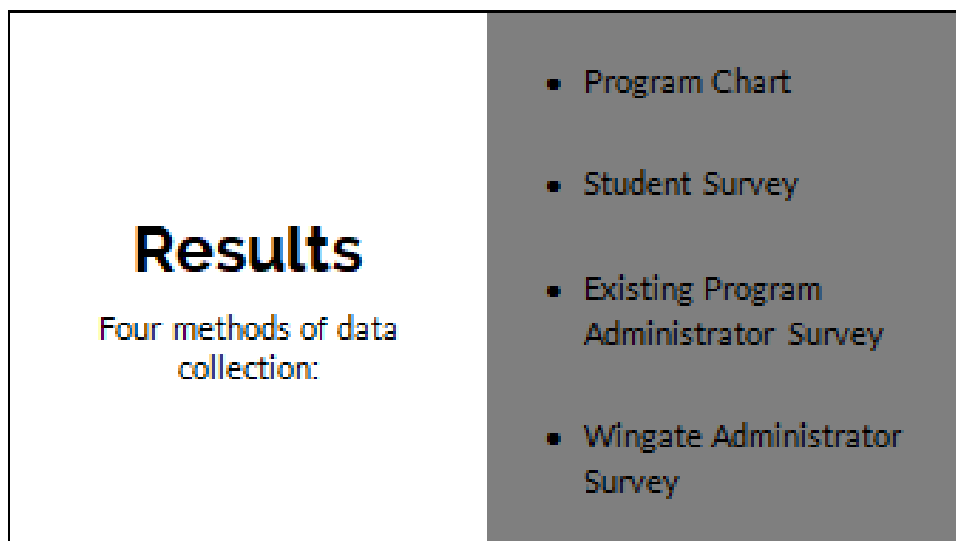 Results
Four methods of data
collection:
• Program Chart
• Student Survey
• Existing Program
Administrator Survey
• Wingate Administrator
Survey